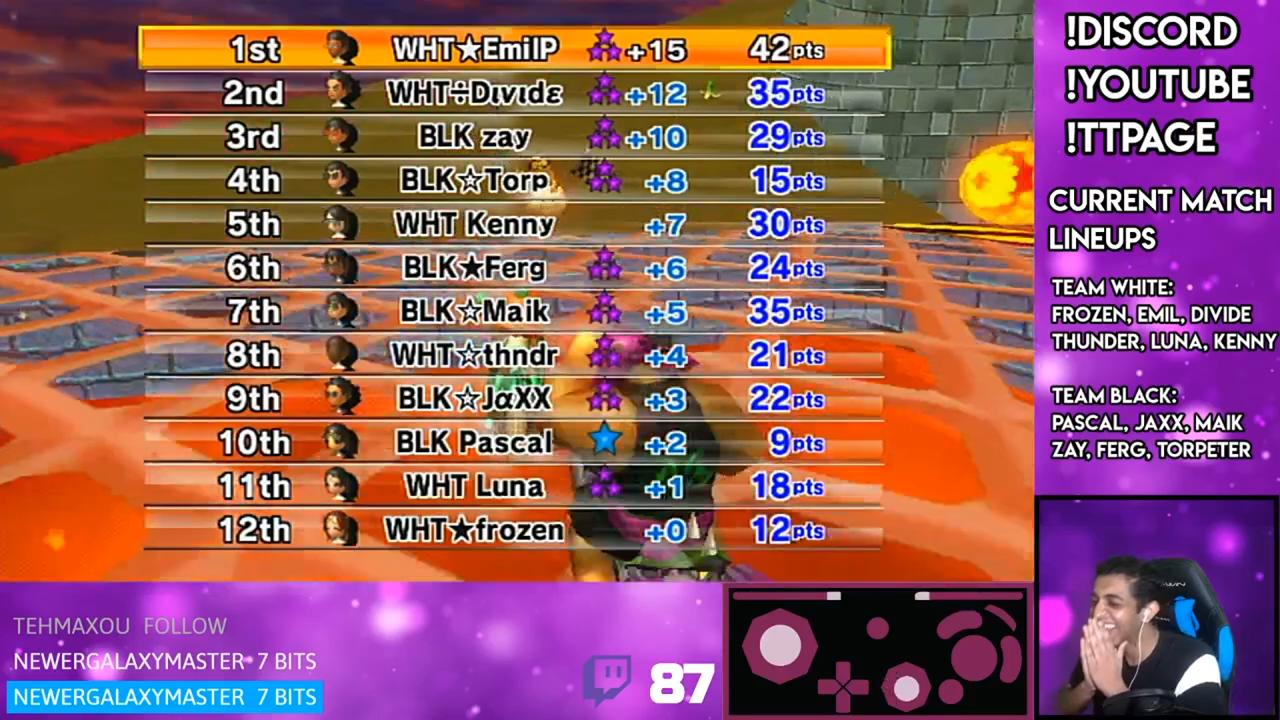 1st WHT★EmilP +15 42pts
2nd WHT÷Dινιdε +12 35pts
3rd BLK zay +10 29pts
4th BLK☆Torp +8 15pts
5th WHT Kenny +7 30pts
6th BLK★Ferg +6 24pts
7th BLK☆Maik +5 35pts
8th WHT☆thndr +4 21pts
9th BLK☆JαXX +3 22pts
10th BLK Pascal +2 9pts
11th WHT Luna +1 18pts
12th WHT★frozen +0 12pts
!DISCORD
!YOUTUBE
!TTPAGE
CURRENT MATCH
LINEUPS
TEAM WHITE:
FROZEN, EMIL, DIVIDE
THUNDER, LUNA, KENNY
TEAM BLACK:
PASCAL, JAXX, MAIK
ZAY, FERG, TORPETER
TEHMAXOU FOLLOW
NEWERGALAXYMASTER 7 BITS
NEWERGALAXYMASTER 7 BITS
87